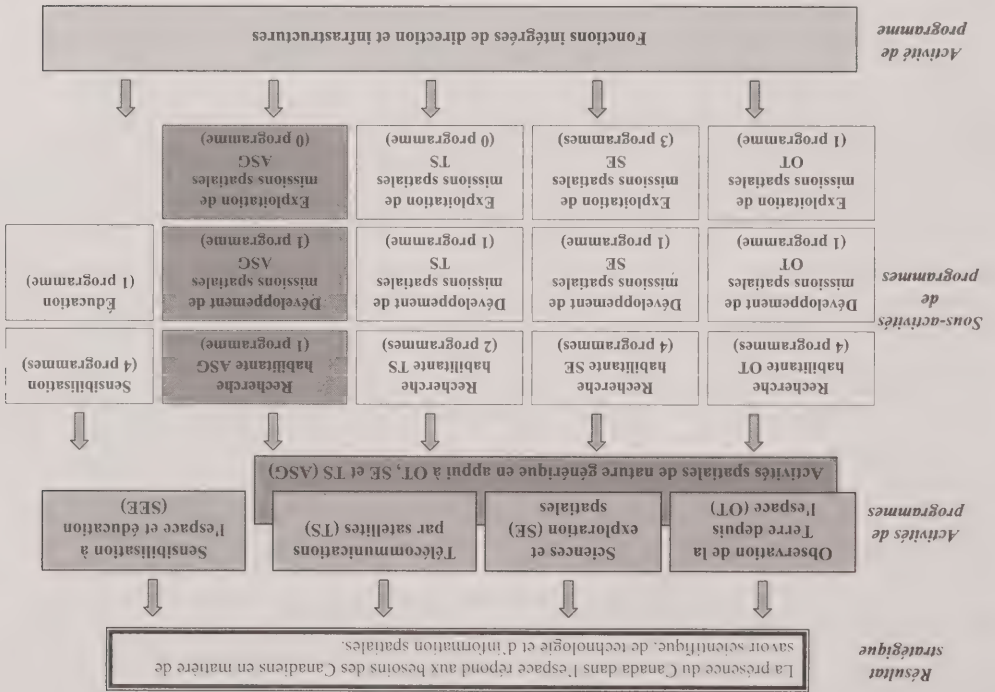 Résultat
stratégique
La présence du Canada dans l'espace répond aux besoins des Canadiens en matière de
savoir scientifique, de technologie et d'information spatiales.
Activités de
programmes
Observation de la
Terre depuis
l'espace (OT)
Sciences et
exploration (SE)
spatiales
Télécommunications
par satellites (TS)
Sensibilisation à
l'espace et éducation
(SEE)
Activités spatiales de nature générique en appui à OT, SE et TS (ASG)
Sous-activités
de
programmes
Recherche
habilitante OT
(4 programmes)
Recherche
habilitante SE
(4 programmes)
Recherche
habilitante TS
(2 programmes)
Recherche
habilitante ASG
(1 programme)
Sensibilisation
(4 programmes)
Développement de
missions spatiales
OT
(1 programme)
Développement de
missions spatiales
SE
(1 programme)
Développement de
missions spatiales
TS
(1 programme)
Développement de
missions spatiales
ASG
(1 programme)
Éducation
(1 programme)
Exploitation de
missions spatiales
OT
(1 programme)
Exploitation de
missions spatiales
SE
(3 programmes)
Exploitation de
missions spatiales
TS
(0 programme)
Exploitation de
missions spatiales
ASG
(0 programme)
Activité de
programme
Fonctions intégrées de direction et infrastructures